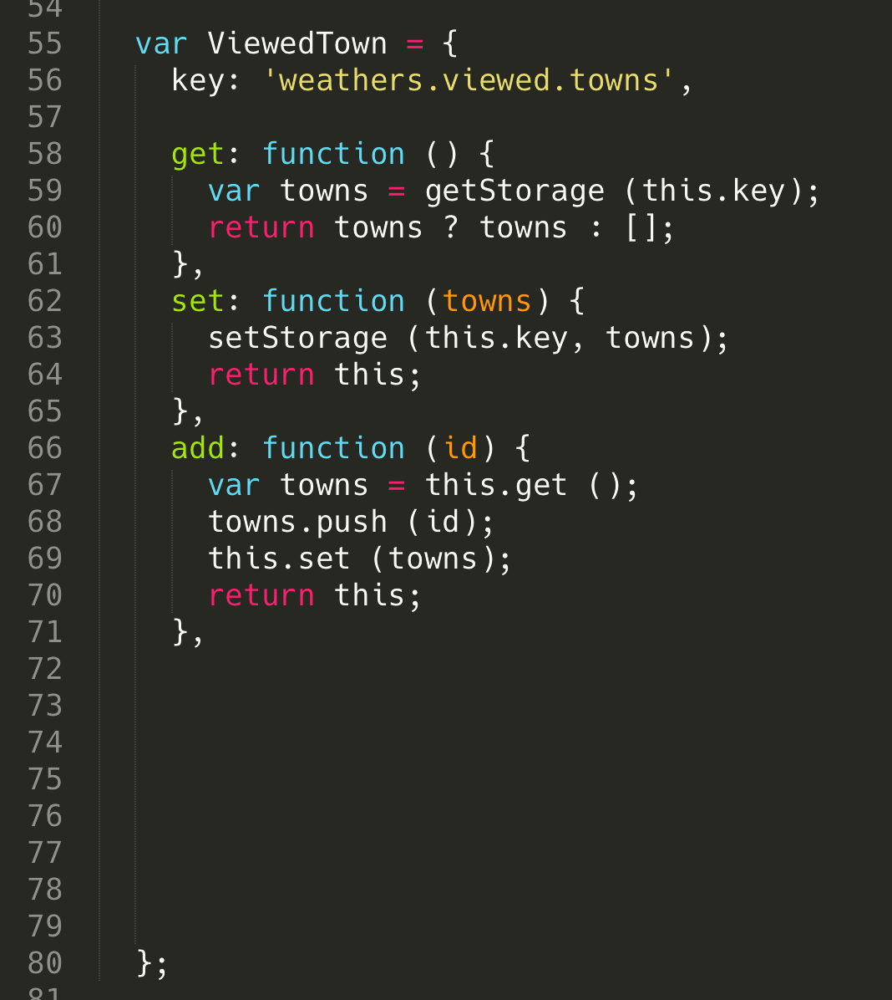 54
55 var ViewedTown = {
56 key: 'weathers.viewed.towns',
57
58 get: function () {
59 var towns = getStorage (this.key);
60 return towns ? towns : [];
61 },
62 set: function (towns) {
63 setStorage (this.key, towns);
64 return this;
65 },
66 add: function (id) {
67 var towns = this.get ();
68 towns.push (id);
69 this.set (towns);
70 return this;
71 },
72
73
74
75
76
77
78
79
80 };
81